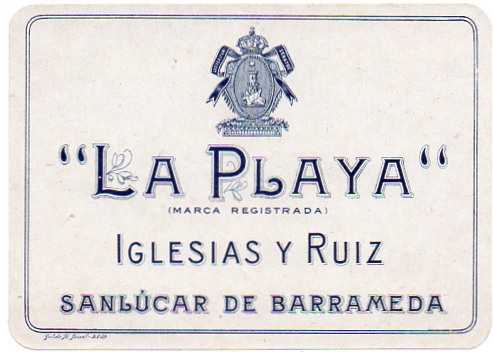 "LA PLAYA"
(MARCA REGISTRADA)
IGLESIAS Y RUIZ
SANLÚCAR DE BARRAMEDA